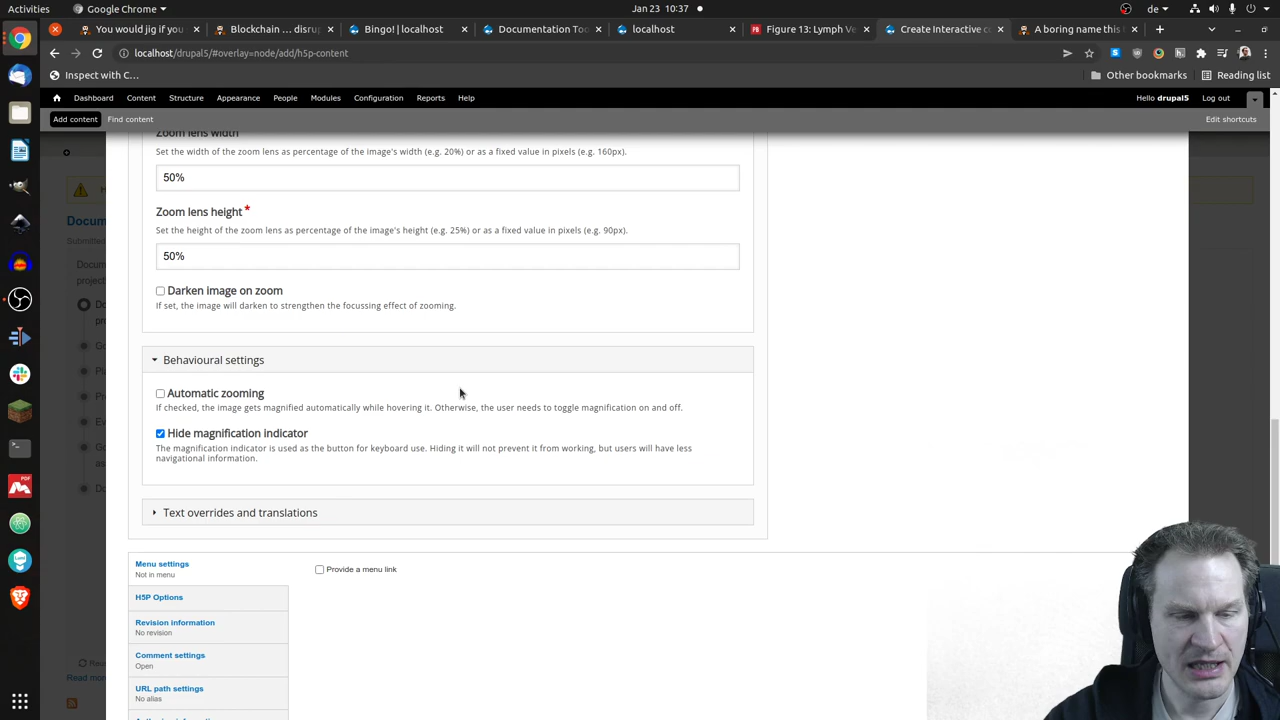 Activities
Google Chrome
Jan 23 10:37
de
You would jig if you
Blockchain … disrup
Bingo! | localhost
Documentation Too
localhost
Figure 13: Lymph Ve
Create Interactive co
A boring name this
localhost/drupal5/#overlay=node/add/h5p-content
Inspect with C…
Other bookmarks
Reading list
Dashboard
Content
Structure
Appearance
People
Modules
Configuration
Reports
Help
Hello drupal5
Log out
Add content
Find content
Edit shortcuts
Zoom lens width
Set the width of the zoom lens as percentage of the image's width (e.g. 20%) or as a fixed value in pixels (e.g. 160px).
50%
Zoom lens height *
Set the height of the zoom lens as percentage of the image's height (e.g. 25%) or as a fixed value in pixels (e.g. 90px).
50%
Darken image on zoom
If set, the image will darken to strengthen the focussing effect of zooming.
Behavioural settings
Automatic zooming
If checked, the image gets magnified automatically while hovering it. Otherwise, the user needs to toggle magnification on and off.
Hide magnification indicator
The magnification indicator is used as the button for keyboard use. Hiding it will not prevent it from working, but users will have less
navigational information.
Text overrides and translations
Menu settings
Not in menu
Provide a menu link
H5P Options
Revision information
No revision
Comment settings
Open
URL path settings
No alias
Docum
Submitted
Read more